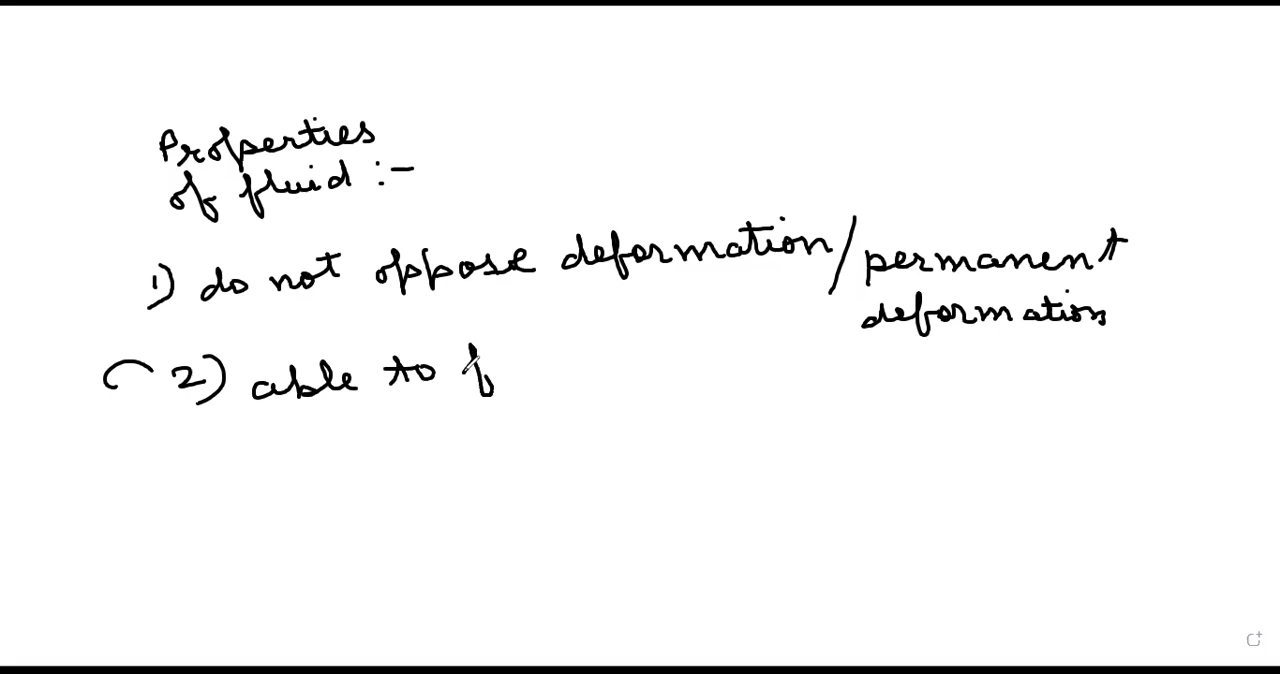 Properties
of fluid :-
1) do not oppose deformation/permanent
deformation
2) able to f